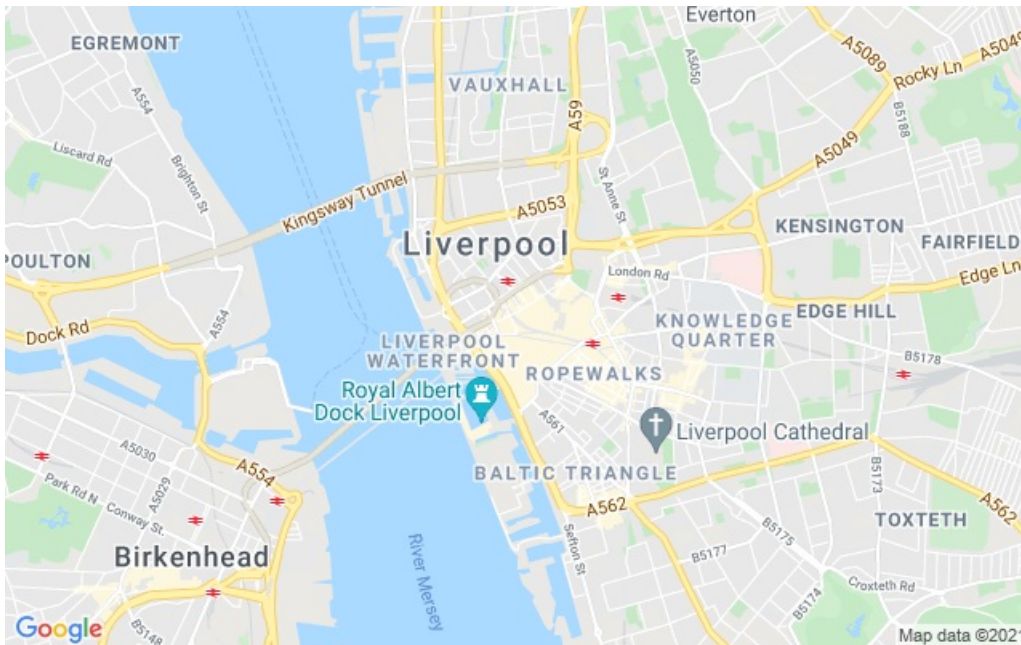 Everton
EGREMONT
A5089
A5049
Rocky Ln
A5050
VAUXHALL
A59
A554
B5188
A5049
Liscard Rd
Brighton St
St Anne St
Kingsway Tunnel
A5053
KENSINGTON
Liverpool
FAIRFIELD
POULTON
London Rd
Edge Ln
EDGE HILL
A554
Dock Rd
KNOWLEDGE
QUARTER
LIVERPOOL
WATERFRONT
B5178
ROPEWALKS
Royal Albert
Dock Liverpool
A561
Liverpool Cathedral
A5030
A554
BALTIC TRIANGLE
A5029
B5173
Park Rd N
Conway St.
A562
A562
TOXTETH
Sefton St
B5175
Birkenhead
River Mersey
B5177
Croxteth Rd
B5174
Google
B5148
Map data ©2021